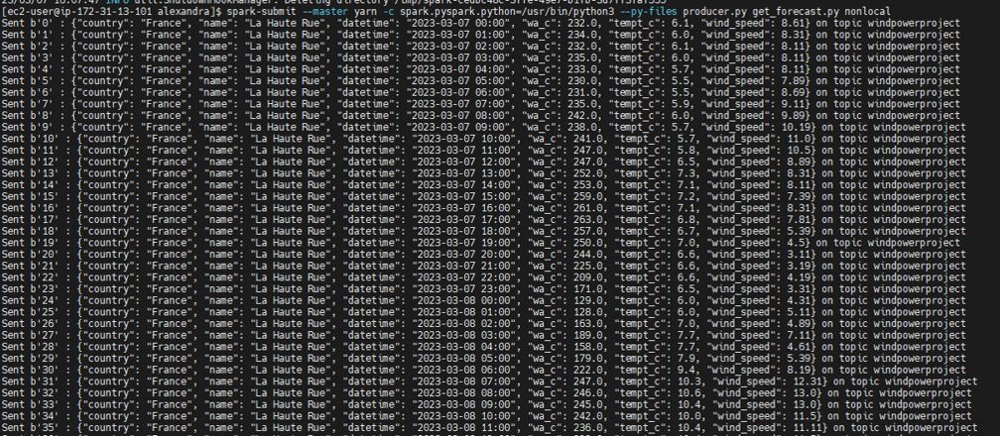 INFO util.ShutdownHookManager: Deleting directory
[ec2-user@ip-172-31-13-101 alexandra]$ spark-submit --master yarn -c spark.pyspark.python=/usr/bin/python3 --py-files producer.py get_forecast.py nonlocal
Sent b'0' : {"country": "France", "name": "La Haute Rue", "datetime": "2023-03-07 00:00", "wa_c": 232.0, "tempt_c": 6.1, "wind_speed": 8.61} on topic windpowerproject
Sent b'1' : {"country": "France", "name": "La Haute Rue", "datetime": "2023-03-07 01:00", "wa_c": 234.0, "tempt_c": 6.0, "wind_speed": 8.31} on topic windpowerproject
Sent b'2' : {"country": "France", "name": "La Haute Rue", "datetime": "2023-03-07 02:00", "wa_c": 232.0, "tempt_c": 6.1, "wind_speed": 8.11} on topic windpowerproject
Sent b'3' : {"country": "France", "name": "La Haute Rue", "datetime": "2023-03-07 03:00", "wa_c": 235.0, "tempt_c": 6.0, "wind_speed": 8.11} on topic windpowerproject
Sent b'4' : {"country": "France", "name": "La Haute Rue", "datetime": "2023-03-07 04:00", "wa_c": 233.0, "tempt_c": 5.7, "wind_speed": 8.11} on topic windpowerproject
Sent b'5' : {"country": "France", "name": "La Haute Rue", "datetime": "2023-03-07 05:00", "wa_c": 230.0, "tempt_c": 5.5, "wind_speed": 7.89} on topic windpowerproject
Sent b'6' : {"country": "France", "name": "La Haute Rue", "datetime": "2023-03-07 06:00", "wa_c": 231.0, "tempt_c": 5.5, "wind_speed": 8.69} on topic windpowerproject
Sent b'7' : {"country": "France", "name": "La Haute Rue", "datetime": "2023-03-07 07:00", "wa_c": 235.0, "tempt_c": 5.9, "wind_speed": 9.11} on topic windpowerproject
Sent b'8' : {"country": "France", "name": "La Haute Rue", "datetime": "2023-03-07 08:00", "wa_c": 242.0, "tempt_c": 6.0, "wind_speed": 9.89} on topic windpowerproject
Sent b'9' : {"country": "France", "name": "La Haute Rue", "datetime": "2023-03-07 09:00", "wa_c": 238.0, "tempt_c": 5.7, "wind_speed": 10.19} on topic windpowerproject
Sent b'10' : {"country": "France", "name": "La Haute Rue", "datetime": "2023-03-07 10:00", "wa_c": 241.0, "tempt_c": 5.7, "wind_speed": 11.0} on topic windpowerproject
Sent b'11' : {"country": "France", "name": "La Haute Rue", "datetime": "2023-03-07 11:00", "wa_c": 247.0, "tempt_c": 5.8, "wind_speed": 10.5} on topic windpowerproject
Sent b'12' : {"country": "France", "name": "La Haute Rue", "datetime": "2023-03-07 12:00", "wa_c": 247.0, "tempt_c": 6.5, "wind_speed": 8.89} on topic windpowerproject
Sent b'13' : {"country": "France", "name": "La Haute Rue", "datetime": "2023-03-07 13:00", "wa_c": 252.0, "tempt_c": 7.3, "wind_speed": 8.31} on topic windpowerproject
Sent b'14' : {"country": "France", "name": "La Haute Rue", "datetime": "2023-03-07 14:00", "wa_c": 253.0, "tempt_c": 7.1, "wind_speed": 8.11} on topic windpowerproject
Sent b'15' : {"country": "France", "name": "La Haute Rue", "datetime": "2023-03-07 15:00", "wa_c": 259.0, "tempt_c": 7.2, "wind_speed": 7.39} on topic windpowerproject
Sent b'16' : {"country": "France", "name": "La Haute Rue", "datetime": "2023-03-07 16:00", "wa_c": 261.0, "tempt_c": 7.1, "wind_speed": 8.31} on topic windpowerproject
Sent b'17' : {"country": "France", "name": "La Haute Rue", "datetime": "2023-03-07 17:00", "wa_c": 263.0, "tempt_c": 6.8, "wind_speed": 7.81} on topic windpowerproject
Sent b'18' : {"country": "France", "name": "La Haute Rue", "datetime": "2023-03-07 18:00", "wa_c": 257.0, "tempt_c": 6.7, "wind_speed": 5.39} on topic windpowerproject
Sent b'19' : {"country": "France", "name": "La Haute Rue", "datetime": "2023-03-07 19:00", "wa_c": 250.0, "tempt_c": 7.0, "wind_speed": 4.5} on topic windpowerproject
Sent b'20' : {"country": "France", "name": "La Haute Rue", "datetime": "2023-03-07 20:00", "wa_c": 244.0, "tempt_c": 6.6, "wind_speed": 3.11} on topic windpowerproject
Sent b'21' : {"country": "France", "name": "La Haute Rue", "datetime": "2023-03-07 21:00", "wa_c": 225.0, "tempt_c": 6.6, "wind_speed": 3.19} on topic windpowerproject
Sent b'22' : {"country": "France", "name": "La Haute Rue", "datetime": "2023-03-07 22:00", "wa_c": 209.0, "tempt_c": 6.6, "wind_speed": 4.19} on topic windpowerproject
Sent b'23' : {"country": "France", "name": "La Haute Rue", "datetime": "2023-03-07 23:00", "wa_c": 171.0, "tempt_c": 6.5, "wind_speed": 3.31} on topic windpowerproject
Sent b'24' : {"country": "France", "name": "La Haute Rue", "datetime": "2023-03-08 00:00", "wa_c": 129.0, "tempt_c": 6.0, "wind_speed": 4.31} on topic windpowerproject
Sent b'25' : {"country": "France", "name": "La Haute Rue", "datetime": "2023-03-08 01:00", "wa_c": 128.0, "tempt_c": 6.0, "wind_speed": 5.11} on topic windpowerproject
Sent b'26' : {"country": "France", "name": "La Haute Rue", "datetime": "2023-03-08 02:00", "wa_c": 163.0, "tempt_c": 7.0, "wind_speed": 4.89} on topic windpowerproject
Sent b'27' : {"country": "France", "name": "La Haute Rue", "datetime": "2023-03-08 03:00", "wa_c": 189.0, "tempt_c": 7.7, "wind_speed": 7.11} on topic windpowerproject
Sent b'28' : {"country": "France", "name": "La Haute Rue", "datetime": "2023-03-08 04:00", "wa_c": 158.0, "tempt_c": 7.7, "wind_speed": 4.61} on topic windpowerproject
Sent b'29' : {"country": "France", "name": "La Haute Rue", "datetime": "2023-03-08 05:00", "wa_c": 179.0, "tempt_c": 7.9, "wind_speed": 5.39} on topic windpowerproject
Sent b'30' : {"country": "France", "name": "La Haute Rue", "datetime": "2023-03-08 06:00", "wa_c": 222.0, "tempt_c": 9.4, "wind_speed": 8.19} on topic windpowerproject
Sent b'31' : {"country": "France", "name": "La Haute Rue", "datetime": "2023-03-08 07:00", "wa_c": 247.0, "tempt_c": 10.3, "wind_speed": 12.31} on topic windpowerproject
Sent b'32' : {"country": "France", "name": "La Haute Rue", "datetime": "2023-03-08 08:00", "wa_c": 246.0, "tempt_c": 10.6, "wind_speed": 13.0} on topic windpowerproject
Sent b'33' : {"country": "France", "name": "La Haute Rue", "datetime": "2023-03-08 09:00", "wa_c": 245.0, "tempt_c": 10.4, "wind_speed": 13.0} on topic windpowerproject
Sent b'34' : {"country": "France", "name": "La Haute Rue", "datetime": "2023-03-08 10:00", "wa_c": 242.0, "tempt_c": 10.0, "wind_speed": 11.5} on topic windpowerproject
Sent b'35' : {"country": "France", "name": "La Haute Rue", "datetime": "2023-03-08 11:00", "wa_c": 236.0, "tempt_c": 10.4, "wind_speed": 11.11} on topic windpowerproject